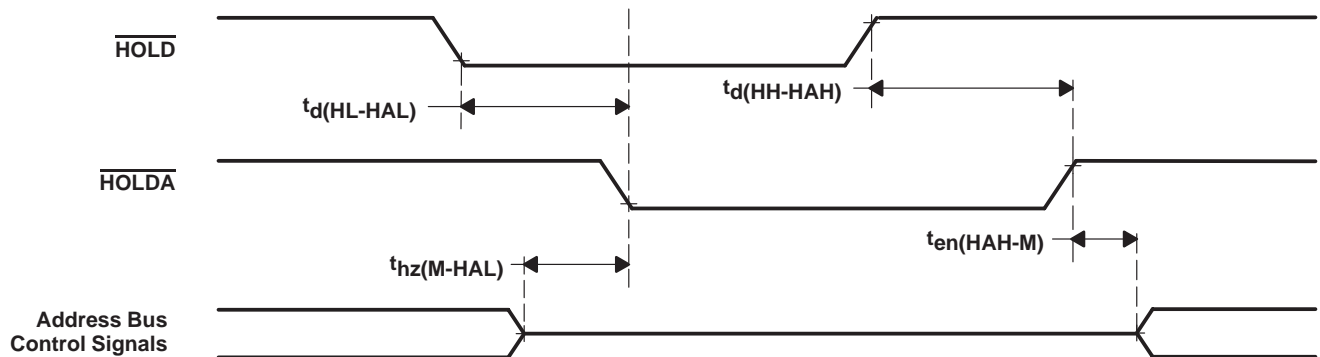 HOLD
td(HL-HAL)
td(HH-HAH)
HOLDA
ten(HAH-M)
thz(M-HAL)
Address Bus
Control Signals